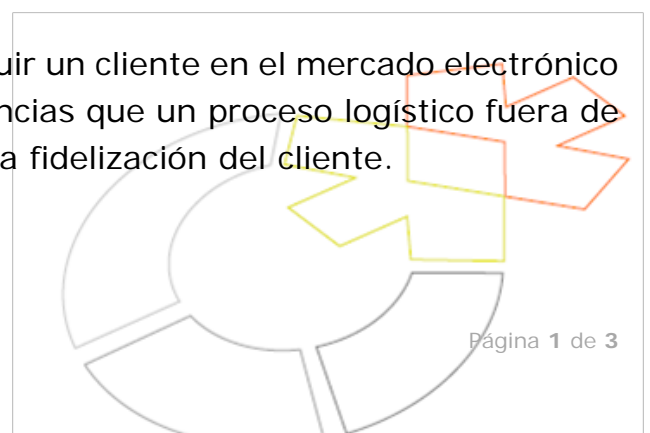 uir un cliente en el mercado electrónico
ncias que un proceso logístico fuera de
a fidelización del cliente.
Página 1 de 3